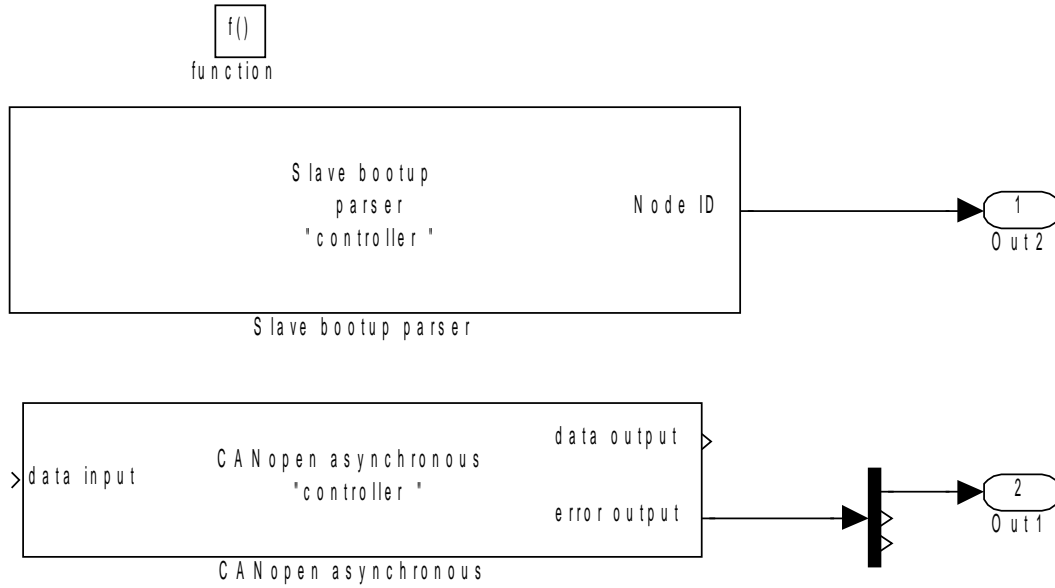 f()
function
Slave bootup
parser
"controller "
Node ID
1
Out2
Slave bootup parser
data input
CANopen asynchronous
"controller "
data output
error output
2
Out1
CANopen asynchronous